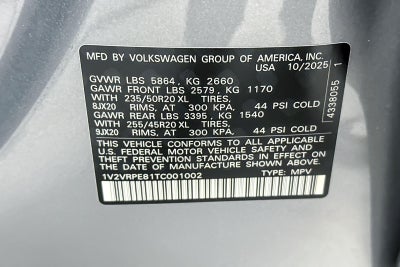 MFD BY VOLKSWAGEN GROUP OF AMERICA, INC.
USA 10/2025
GVWR LBS 5864 , KG 2660
GAWR FRONT LBS 2579 , KG 1170
WITH 235/50R20 XL TIRES,
8JX20 RIMS, AT 300 KPA, 44 PSI COLD
GAWR REAR LBS 3395 , KG 1540
WITH 255/45R20 XL TIRES,
9JX20 RIMS, AT 300 KPA, 44 PSI COLD
THIS VEHICLE CONFORMS TO ALL APPLICABLE
U.S. FEDERAL MOTOR VEHICLE SAFETY AND
THEFT PREVENTION STANDARDS IN EFFECT
ON THE DATE OF MANUFACTURE SHOWN ABOVE.
1V2VRPE81TC001002 TYPE: MPV
4338055 1